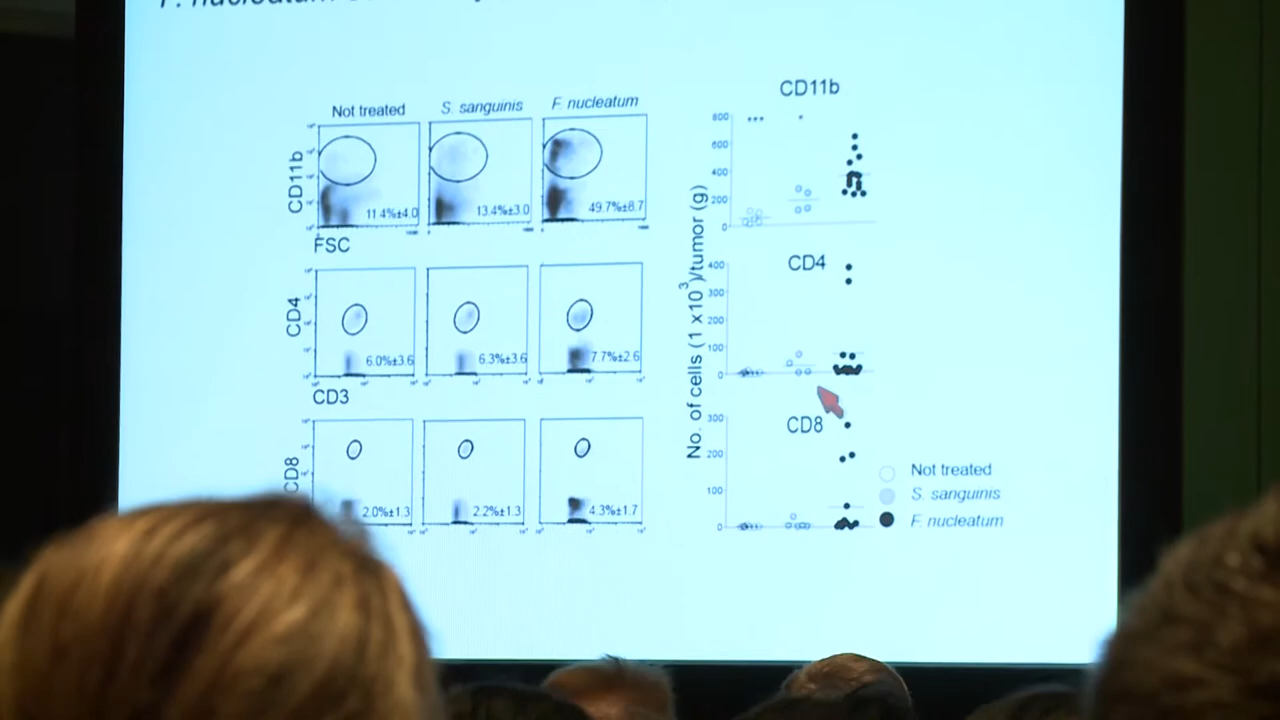 F. nucleatum
CD11b
Not treated
S. sanguinis
F. nucleatum
CD11b
11.4%±4.0
13.4%±3.0
49.7%±8.7
FSC
CD4
6.0%±3.6
6.3%±3.6
7.7%±2.6
CD3
CD8
2.0%±1.3
2.2%±1.3
4.3%±1.7
No. of cells (1 x10³)/tumor (g)
800
***
*
600
400
200
0
CD4
400
300
200
100
0
CD8
300
200
100
0
Not treated
S. sanguinis
F. nucleatum